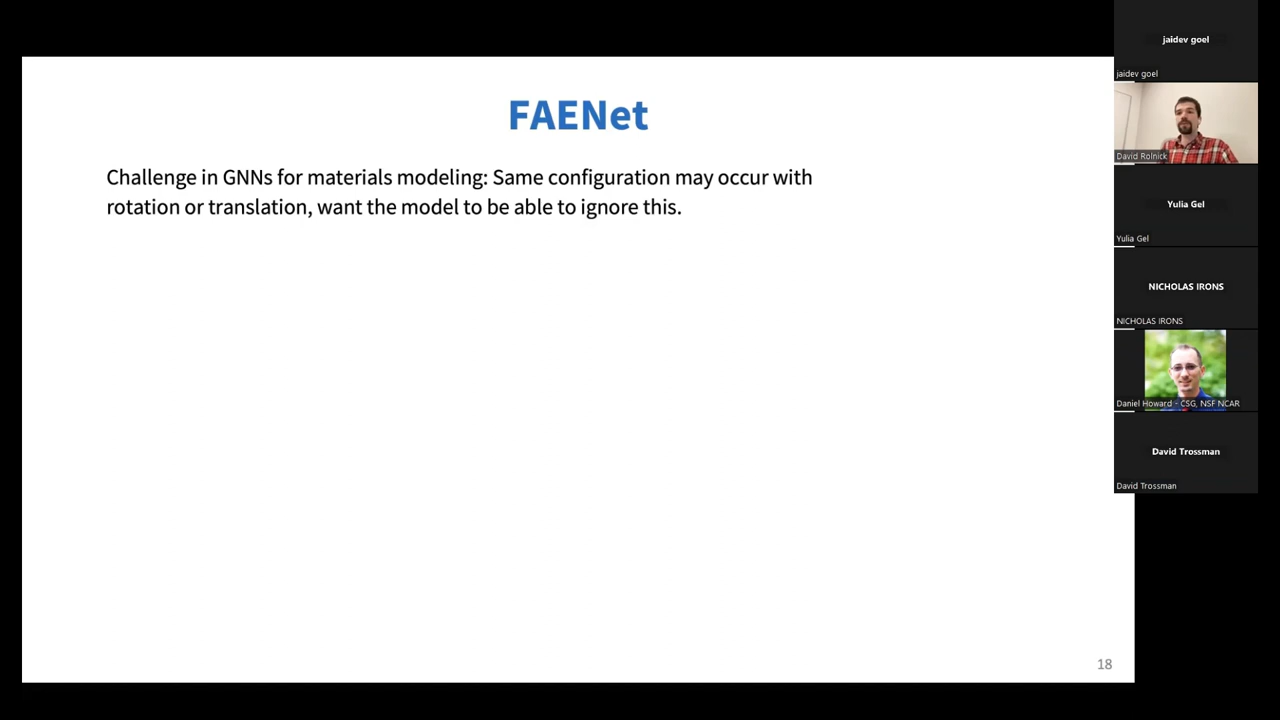 FAENet
Challenge in GNNs for materials modeling: Same configuration may occur with
rotation or translation, want the model to be able to ignore this.
18
jaidev goel
jaidev goel
David Rolnick
Yulia Gel
Yulia Gel
NICHOLAS IRONS
NICHOLAS IRONS
Daniel Howard - CSG, NSF NCAR
David Trossman
David Trossman